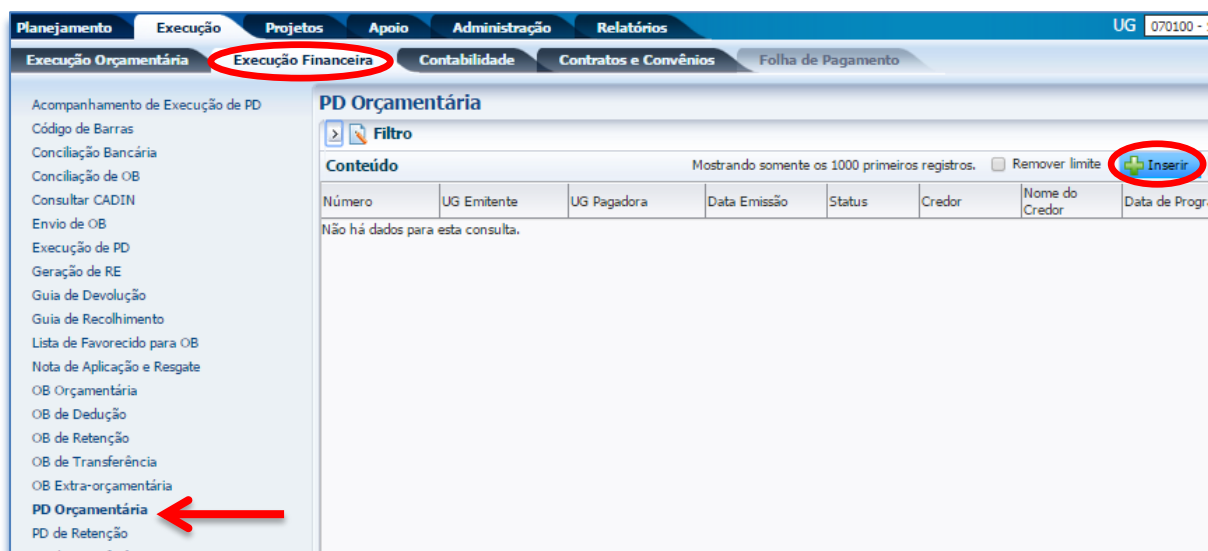 Planejamento Execução Projetos Apoio Administração Relatórios UG 070100 -
Execução Orçamentária Execução Financeira Contabilidade Contratos e Convênios Folha de Pagamento
Acompanhamento de Execução de PD
Código de Barras
Conciliação Bancária
Conciliação de OB
Consultar CADIN
Envio de OB
Execução de PD
Geração de RE
Guia de Devolução
Guia de Recolhimento
Lista de Favorecido para OB
Nota de Aplicação e Resgate
OB Orçamentária
OB de Dedução
OB de Retenção
OB de Transferência
OB Extra-orçamentária
PD Orçamentária
PD de Retenção
PD Orçamentária
Filtro
Conteúdo Mostrando somente os 1000 primeiros registros. Remover limite Inserir
Número UG Emitente UG Pagadora Data Emissão Status Credor Nome do Credor Data de Progr
Não há dados para esta consulta.